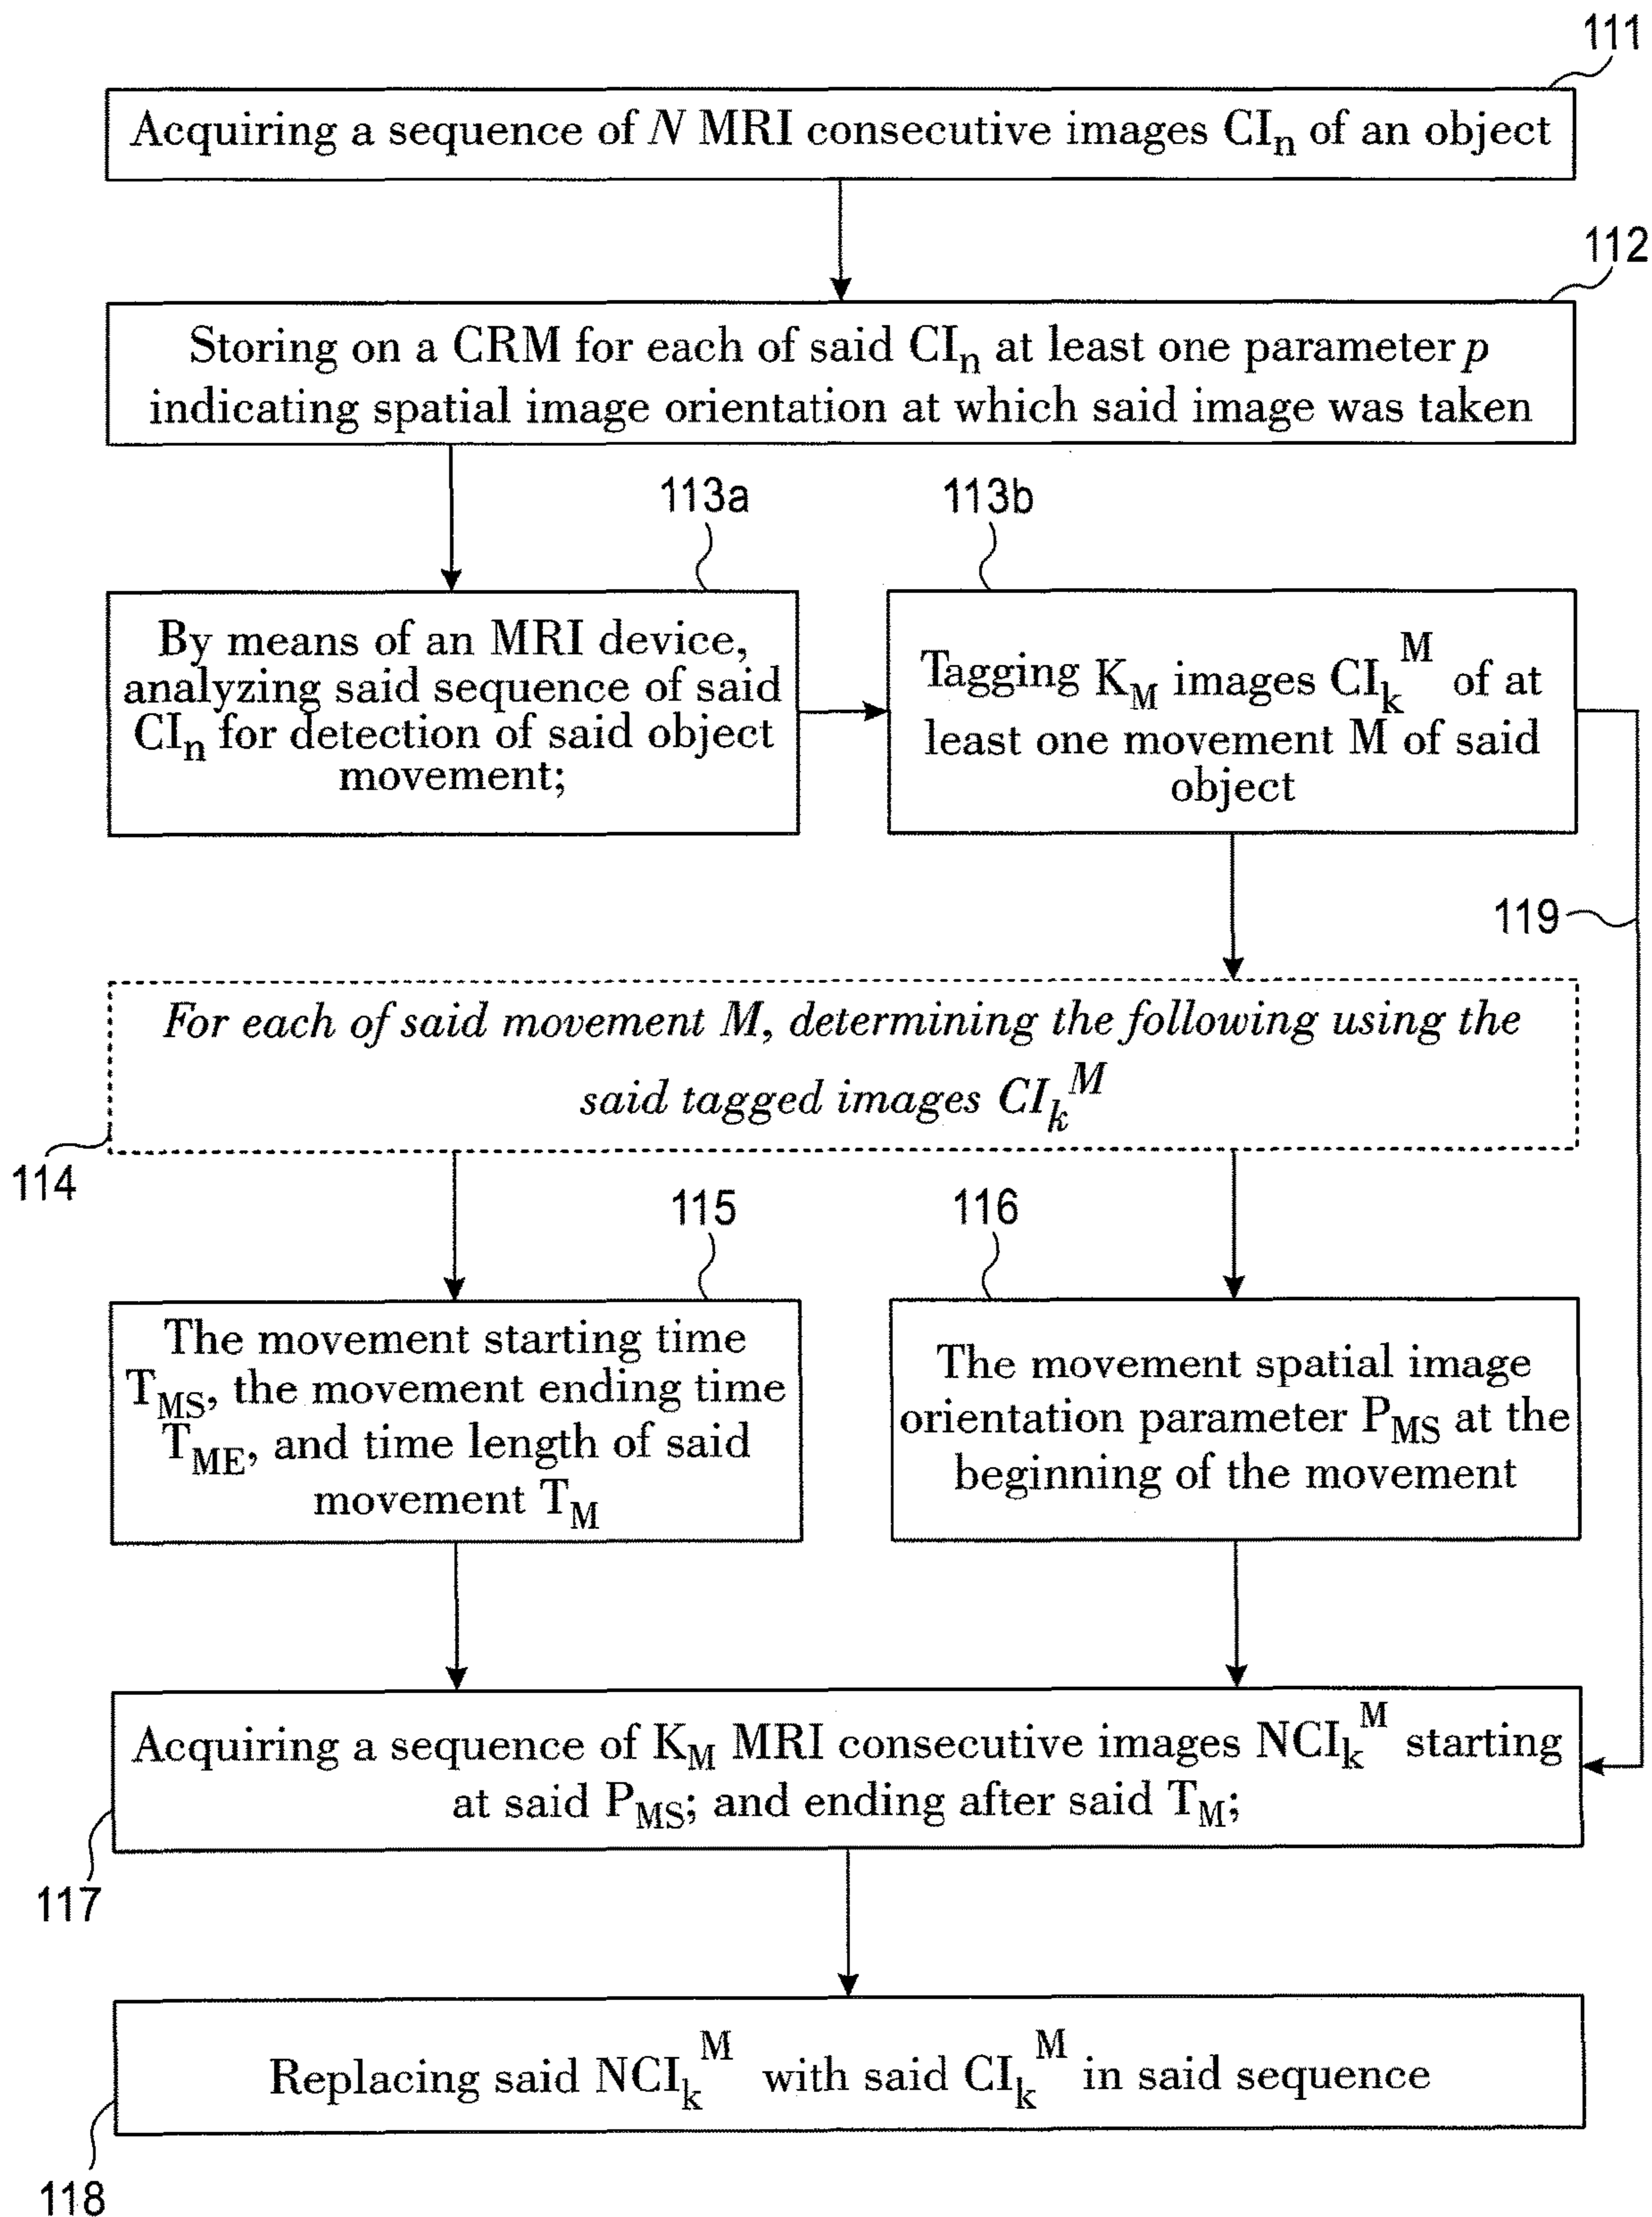 111
Acquiring a sequence of N MRI consecutive images CIn of an object
112
Storing on a CRM for each of said CIn at least one parameter p
indicating spatial image orientation at which said image was taken
113a
113b
By means of an MRI device,
analyzing said sequence of said
CIn for detection of said object
movement;
Tagging KM images CIk^M of at
least one movement M of said
object
119
For each of said movement M, determining the following using the
said tagged images CIk^M
114
115
116
The movement starting time
TMS, the movement ending time
TME, and time length of said
movement TM
The movement spatial image
orientation parameter PMS at the
beginning of the movement
Acquiring a sequence of KM MRI consecutive images NCIk^M starting
at said PMS; and ending after said TM;
117
Replacing said NCIk^M with said CIk^M in said sequence
118